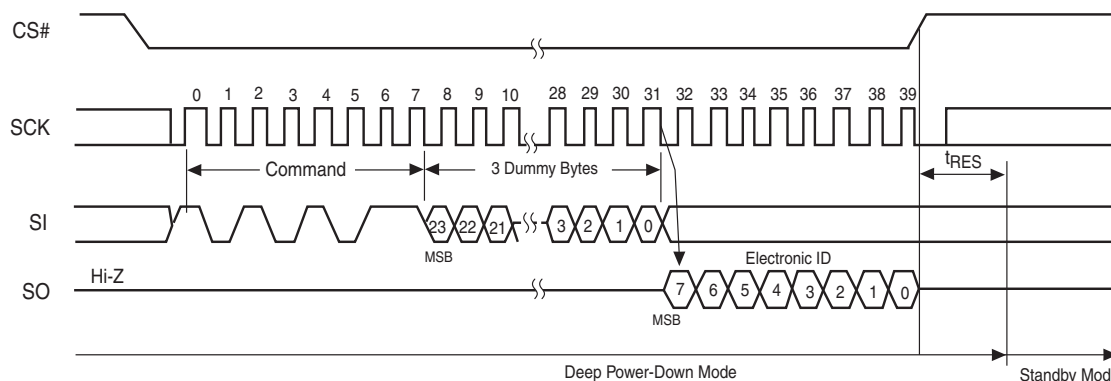 CS#
0 1 2 3 4 5 6 7 8 9 10 28 29 30 31 32 33 34 35 36 37 38 39
SCK
tRES
Command
3 Dummy Bytes
SI
23 22 21 3 2 1 0
MSB
Electronic ID
Hi-Z
SO
7 6 5 4 3 2 1 0
MSB
Deep Power-Down Mode
Standby Mod